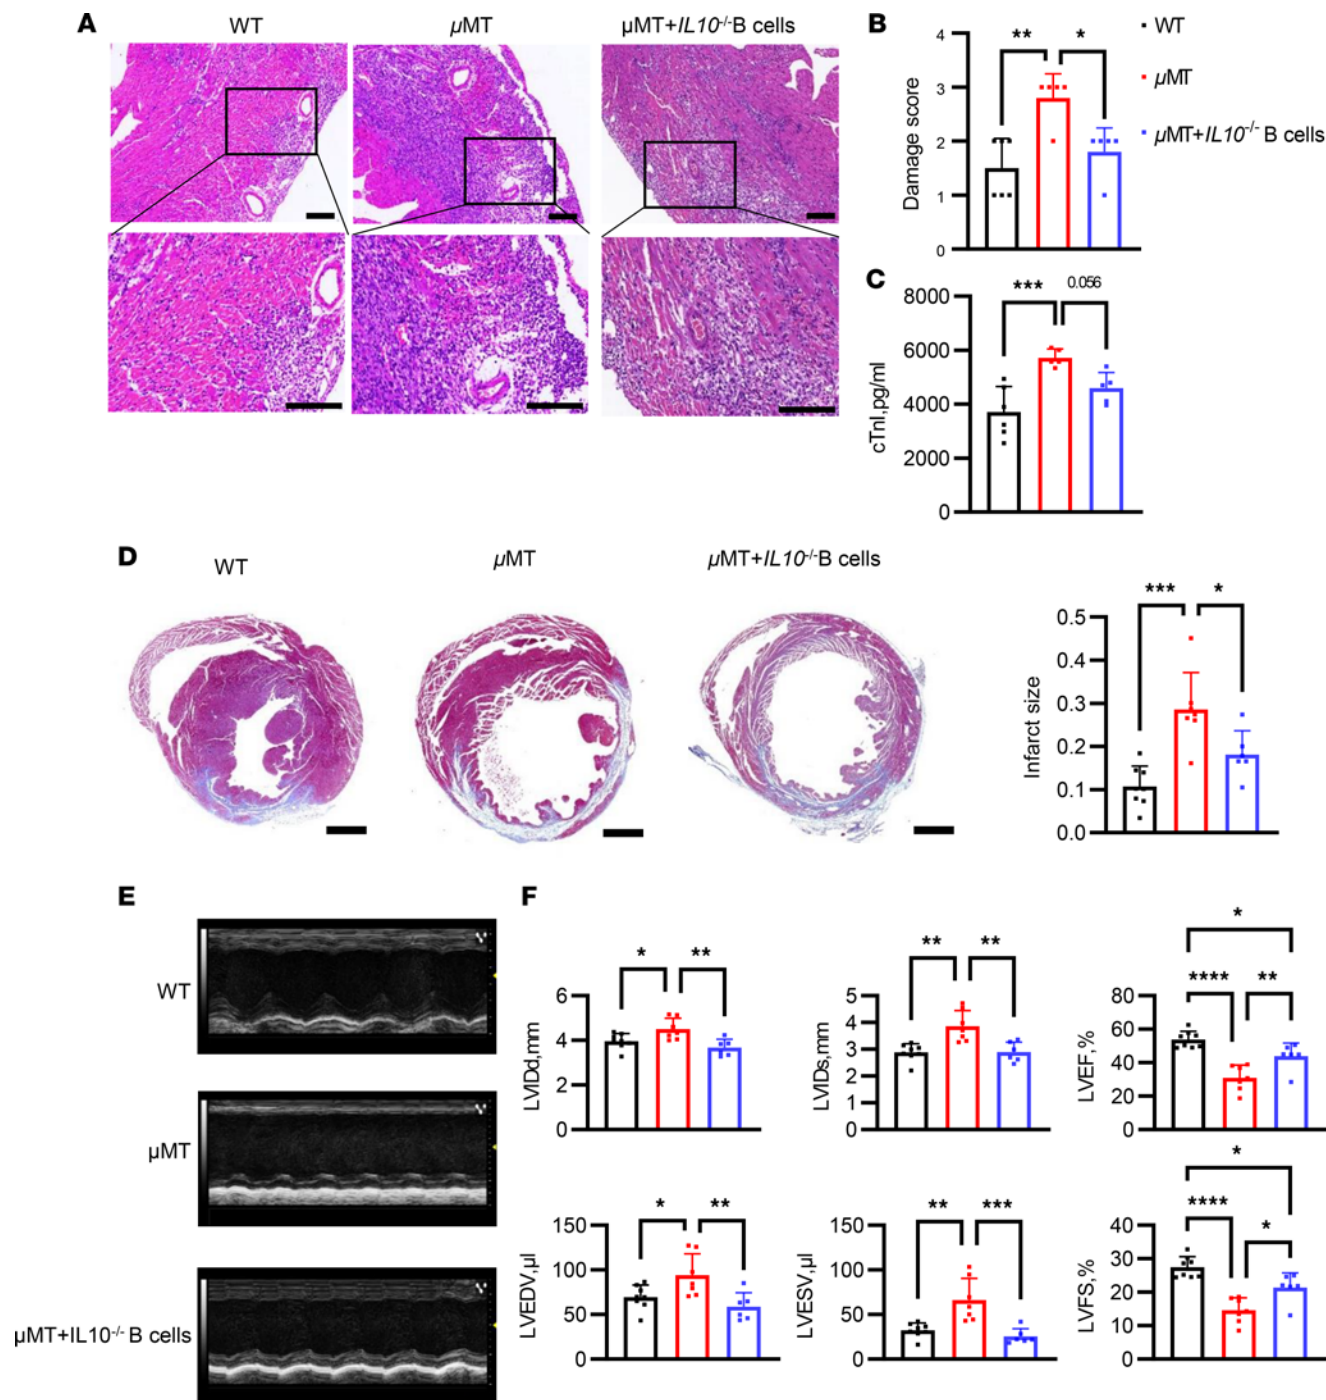 A
WT
μMT
μMT+IL10-/-B cells
B
Damage score
4
3
2
1
0
**
*
WT
μMT
μMT+IL10-/- B cells
C
cTnI,pg/ml
8000
6000
4000
2000
0
***
0.056
D
WT
μMT
μMT+IL10-/-B cells
Infarct size
0.5
0.4
0.3
0.2
0.1
0.0
***
*
E
WT
μMT
μMT+IL10-/- B cells
F
LVIDd,mm
6
4
2
0
*
**
LVIDs,mm
5
4
3
2
1
0
**
**
LVEF,%
80
60
40
20
0
*
****
**
LVEDV,μl
150
100
50
0
*
**
LVESV,μl
150
100
50
0
**
***
LVFS,%
40
30
20
10
0
*
****
*